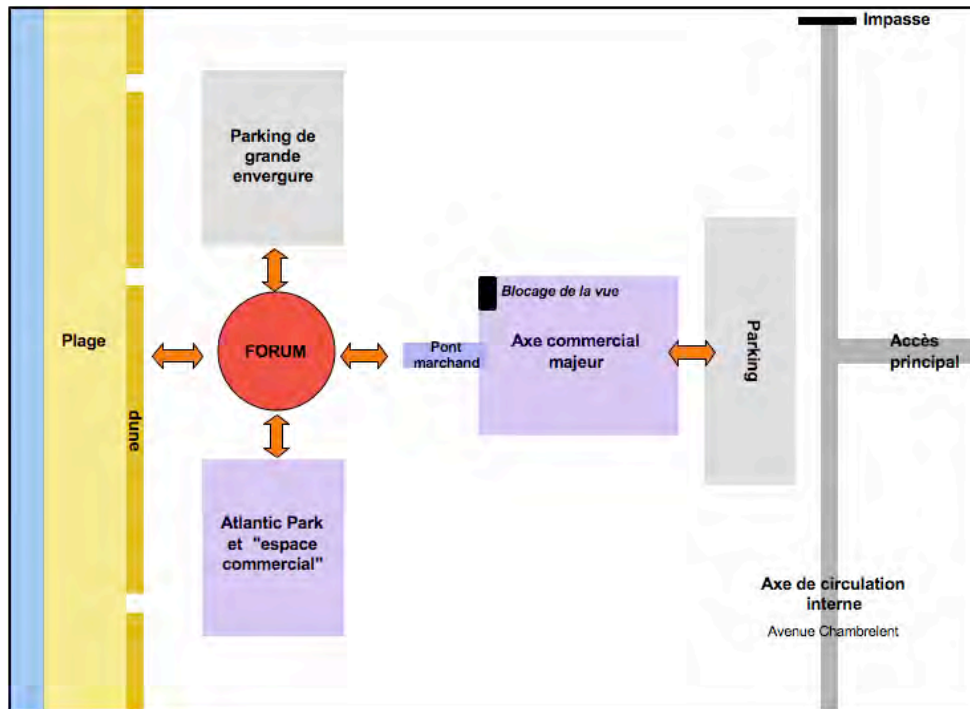 Impasse
Parking de
grande
envergure
Blocage de la vue
Plage
FORUM
Pont
marchand
Axe commercial
majeur
Parking
Accès
principal
dune
Atlantic Park
et "espace
commercial"
Axe de circulation
interne
Avenue Chambrelent